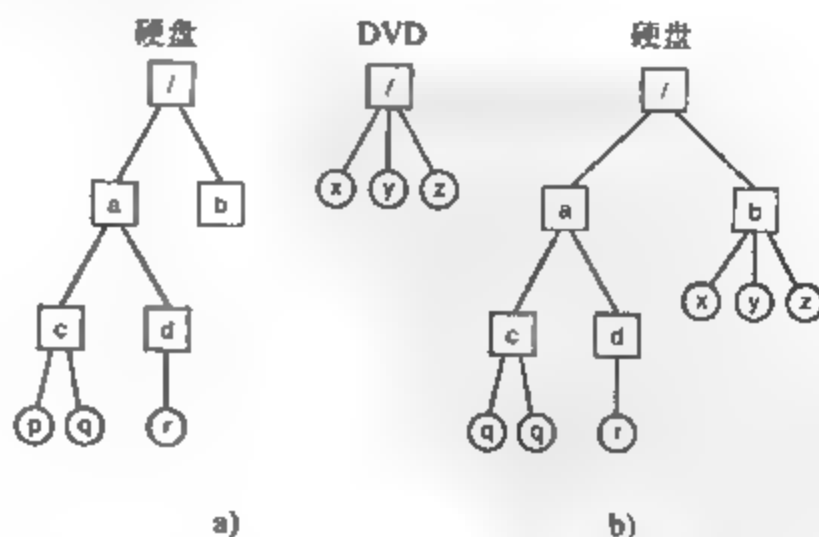 硬盘 DVD 硬盘
/ / /
x y z
a b a b
x y z
c d c d
p q r q q r
a) b)